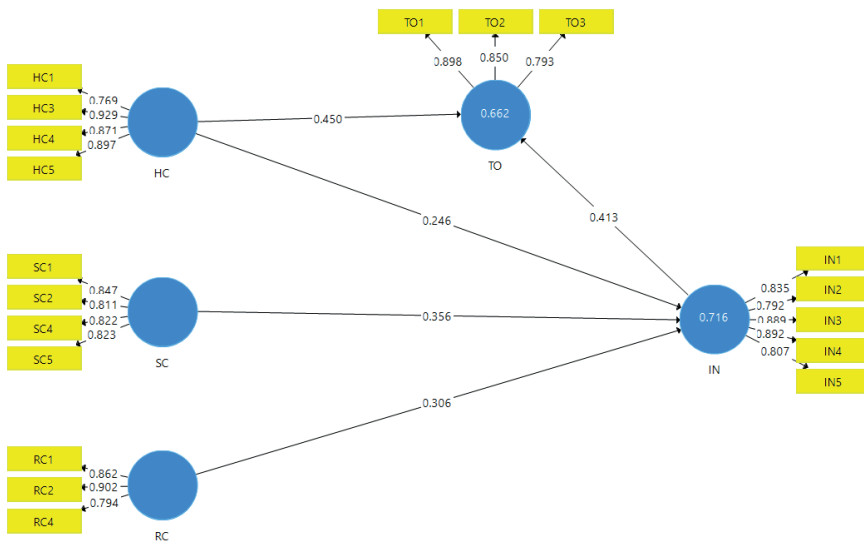 TO1 TO2 TO3
0.898 0.850 0.793
HC1
HC3
HC4
HC5
0.769
0.929
0.871
0.897
HC
0.450
0.662
TO
0.246
0.413
SC1
SC2
SC4
SC5
0.847
0.811
0.822
0.823
SC
0.356
0.716
IN
0.835
0.792
0.889
0.892
0.807
IN1
IN2
IN3
IN4
IN5
0.306
RC1
RC2
RC4
0.862
0.902
0.794
RC